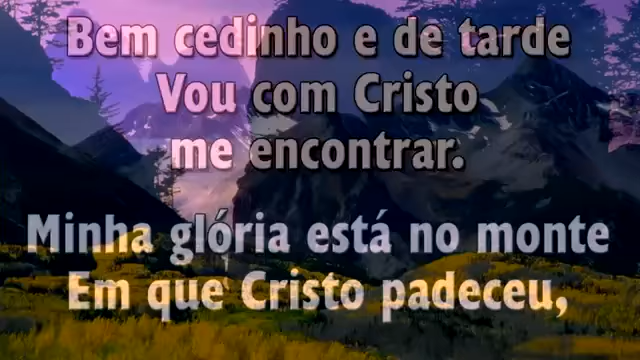 Bem cedinho e de tarde
Vou com Cristo
me encontrar.
Minha glória está no monte
Em que Cristo padeceu,